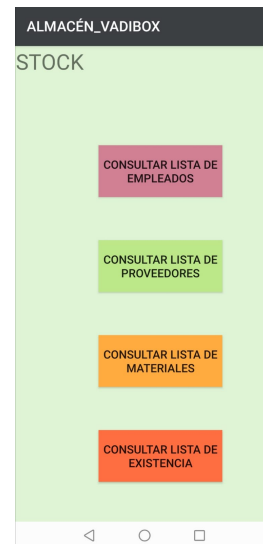 ALMACÉN_VADIBOX
STOCK
CONSULTAR LISTA DE
EMPLEADOS
CONSULTAR LISTA DE
PROVEEDORES
CONSULTAR LISTA DE
MATERIALES
CONSULTAR LISTA DE
EXISTENCIA